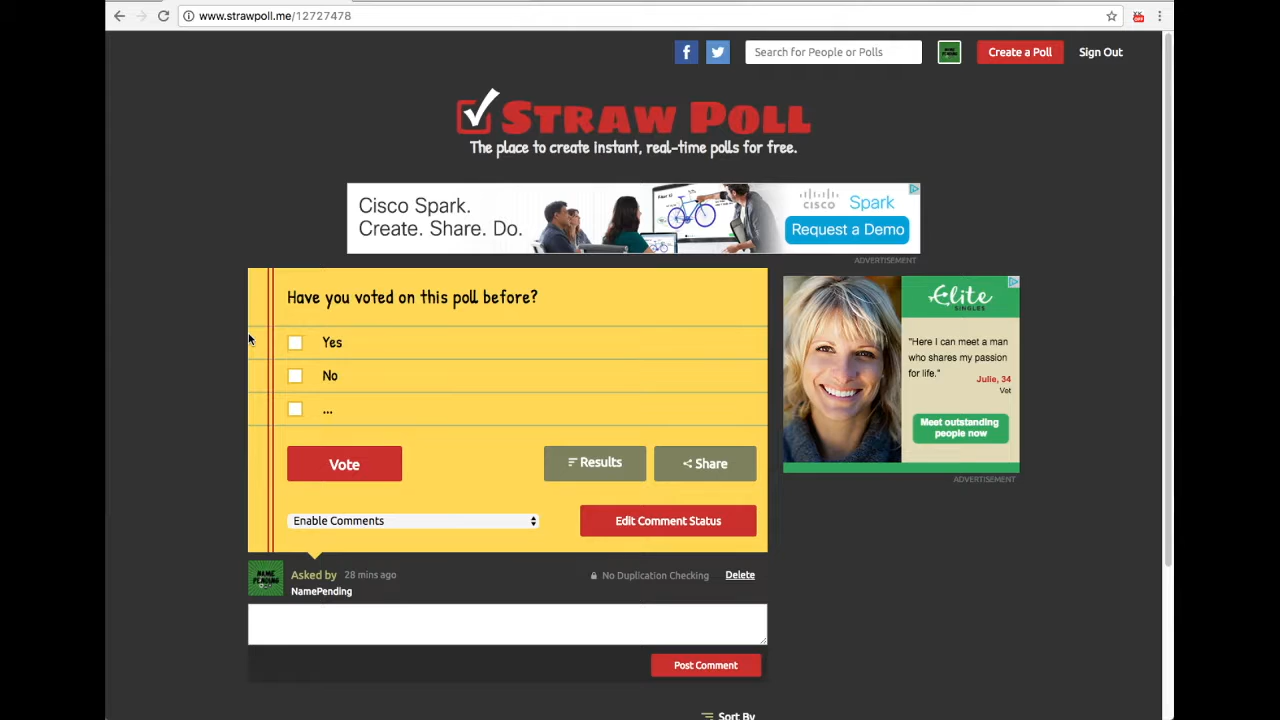 www.strawpoll.me/12727478
Search for People or Polls
Create a Poll
Sign Out
STRAW POLL
The place to create instant, real-time polls for free.
Cisco Spark.
Create. Share. Do.
cisco Spark
Request a Demo
ADVERTISEMENT
Have you voted on this poll before?
Yes
No
...
Vote
Results
Share
Enable Comments
Edit Comment Status
Elite
SINGLES
"Here I can meet a man
who shares my passion
for life."
Julie, 34
Vet
Meet outstanding
people now
ADVERTISEMENT
NAME
PENDING
Asked by 28 mins ago
NamePending
No Duplication Checking
Delete
Post Comment
Sort By